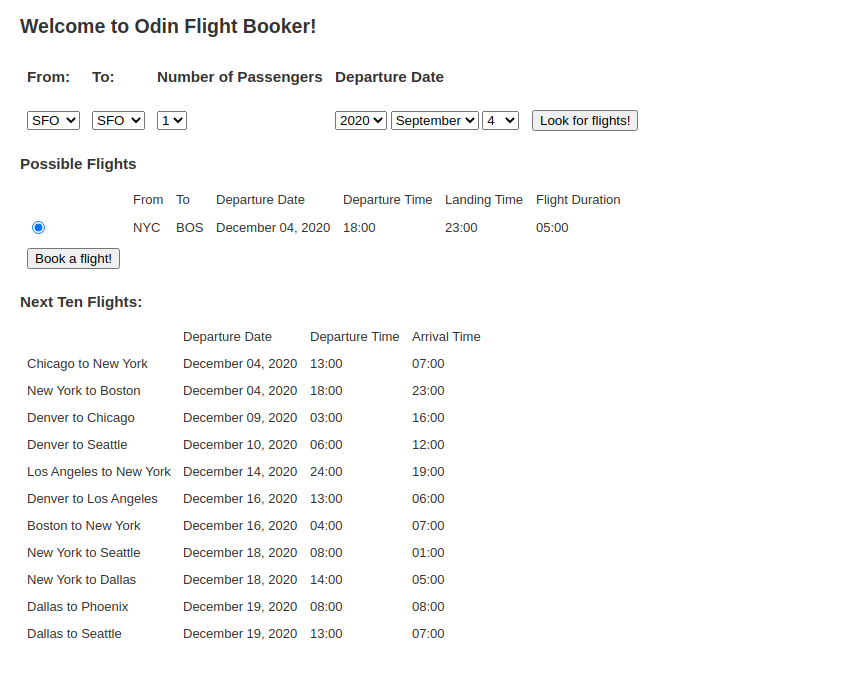 Welcome to Odin Flight Booker!
From: To: Number of Passengers Departure Date
SFO SFO 1 2020 September 4 Look for flights!
Possible Flights
From To Departure Date Departure Time Landing Time Flight Duration
NYC BOS December 04, 2020 18:00 23:00 05:00
Book a flight!
Next Ten Flights:
Departure Date Departure Time Arrival Time
Chicago to New York December 04, 2020 13:00 07:00
New York to Boston December 04, 2020 18:00 23:00
Denver to Chicago December 09, 2020 03:00 16:00
Denver to Seattle December 10, 2020 06:00 12:00
Los Angeles to New York December 14, 2020 24:00 19:00
Denver to Los Angeles December 16, 2020 13:00 06:00
Boston to New York December 16, 2020 04:00 07:00
New York to Seattle December 18, 2020 08:00 01:00
New York to Dallas December 18, 2020 14:00 05:00
Dallas to Phoenix December 19, 2020 08:00 08:00
Dallas to Seattle December 19, 2020 13:00 07:00